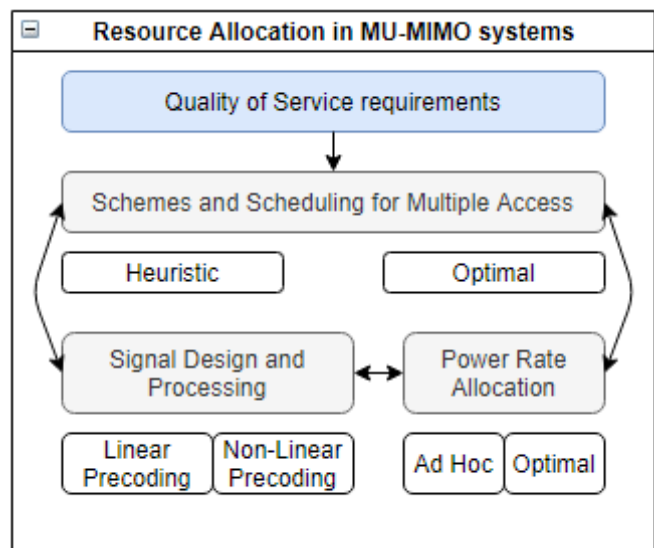 Resource Allocation in MU-MIMO systems
Quality of Service requirements
Schemes and Scheduling for Multiple Access
Heuristic
Optimal
Signal Design and
Processing
Power Rate
Allocation
Linear
Precoding
Non-Linear
Precoding
Ad Hoc
Optimal